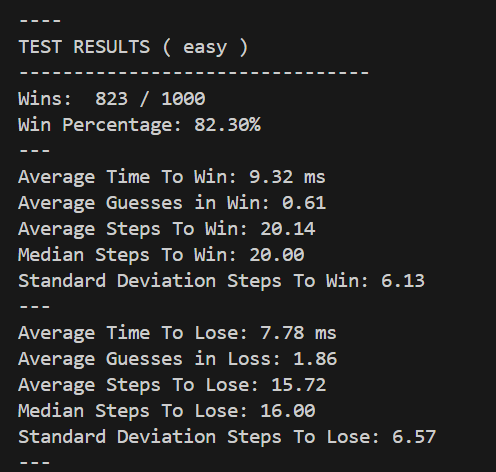 ----
TEST RESULTS ( easy )
--------------------------------
Wins:  823 / 1000
Win Percentage: 82.30%
---
Average Time To Win: 9.32 ms
Average Guesses in Win: 0.61
Average Steps To Win: 20.14
Median Steps To Win: 20.00
Standard Deviation Steps To Win: 6.13
---
Average Time To Lose: 7.78 ms
Average Guesses in Loss: 1.86
Average Steps To Lose: 15.72
Median Steps To Lose: 16.00
Standard Deviation Steps To Lose: 6.57
---